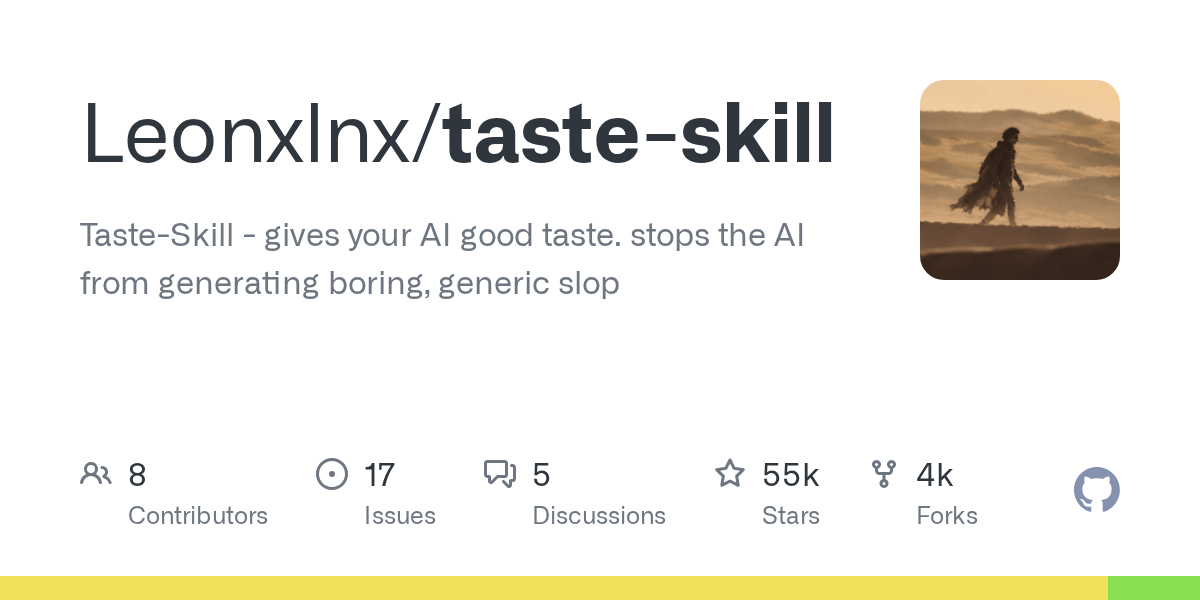 Leonxlnx/taste-skill
Taste-Skill - gives your AI good taste. stops the AI
from generating boring, generic slop
8
Contributors
17
Issues
5
Discussions
55k
Stars
4k
Forks